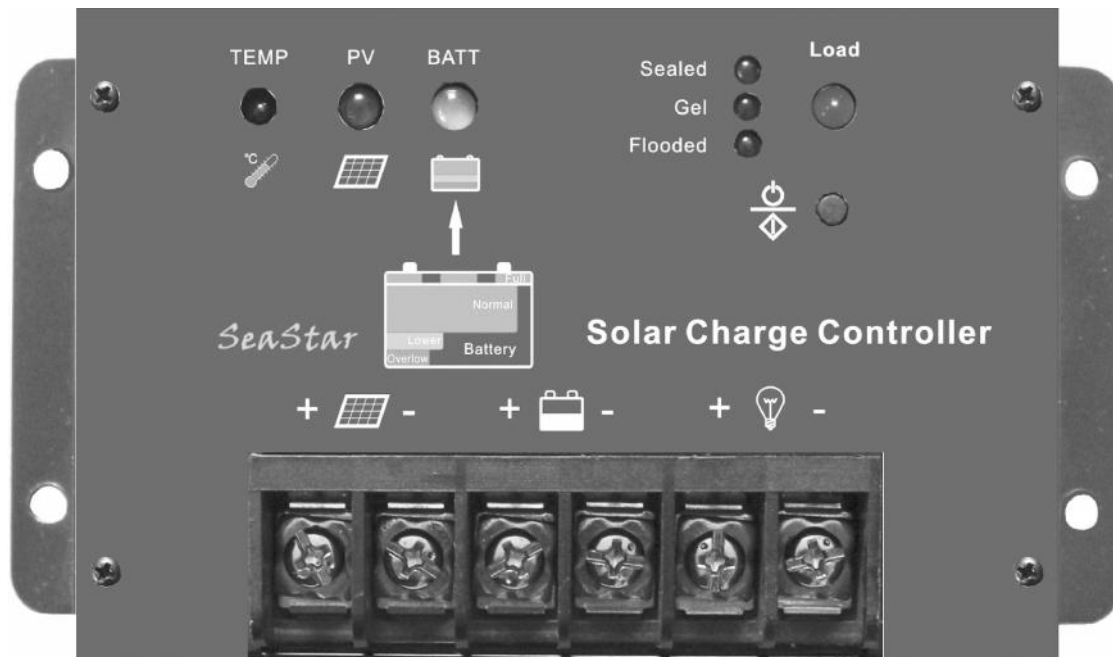 TEMP PV BATT
Load
Sealed
Gel
Flooded
°C
Full
Normal
Lower
Overlow
Battery
SeaStar
Solar Charge Controller
+ - + - + -